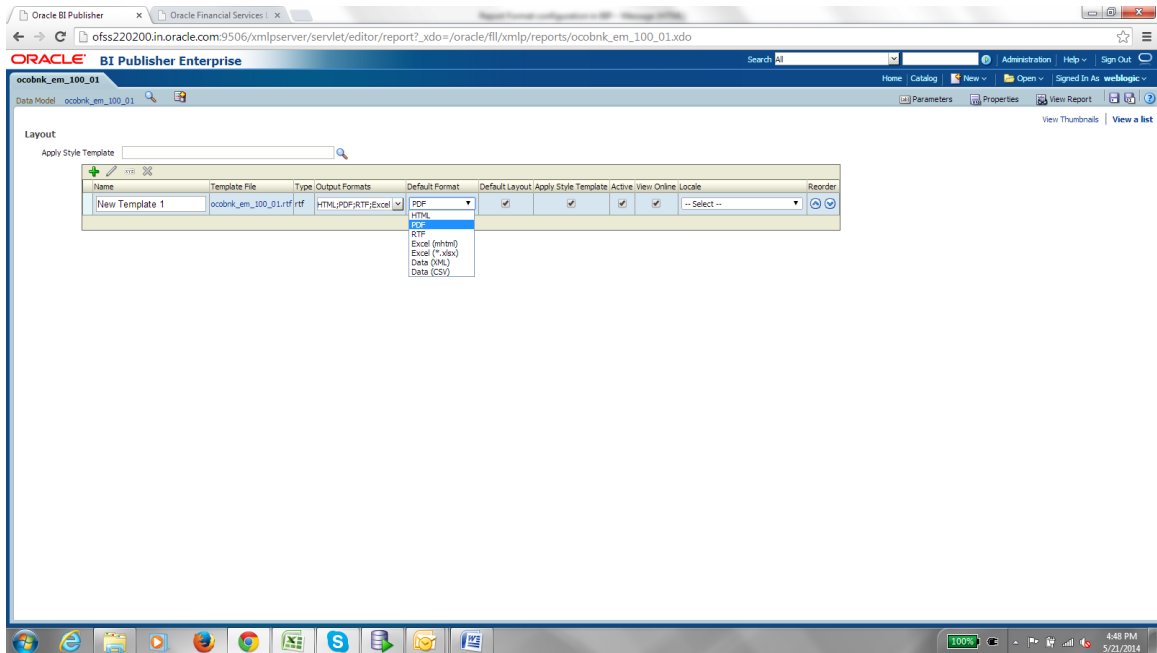 Oracle BI Publisher
Oracle Financial Services
ofss220200.in.oracle.com:9506/xmlpserver/servlet/editor/report?_xdo=/oracle/fll/xmlp/reports/ocobnk_em_100_01.xdo
ORACLE BI Publisher Enterprise
Search All
Administration Help Sign Out
ocobnk_em_100_01
Home Catalog New Open Signed In As weblogic
Data Model ocobnk_em_100_01
Parameters Properties View Report
View Thumbnails View a list
Layout
Apply Style Template
Name Template File Type Output Formats Default Format Default Layout Apply Style Template Active View Online Locale Reorder
New Template 1 ocobnk_em_100_01.rtf rtf HTML;PDF;RTF;Excel PDF -- Select --
HTML
PDF
RTF
Excel (mhtml)
Excel (*.xlsx)
Data (XML)
Data (CSV)
100%
4:48 PM
5/21/2014